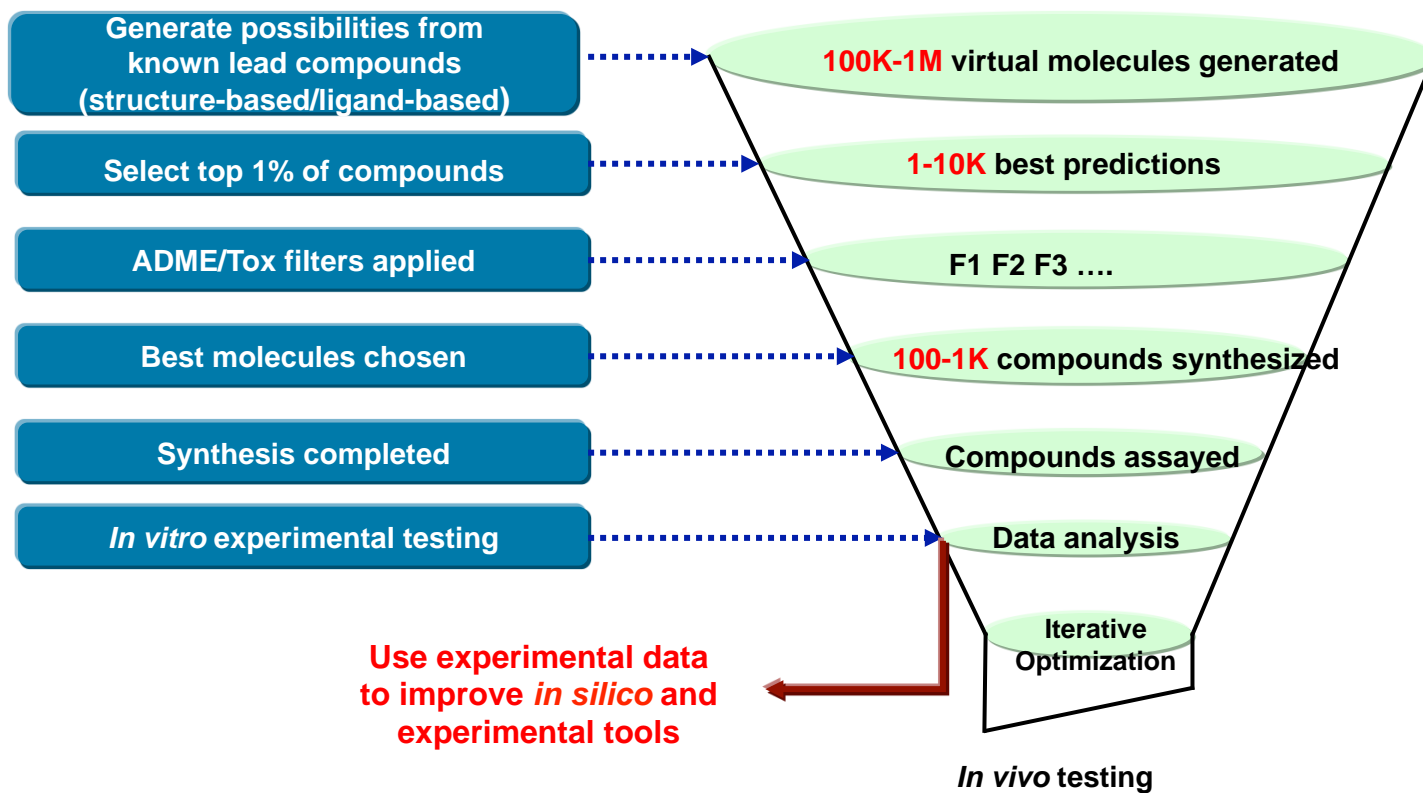 Generate possibilities from
known lead compounds
(structure-based/ligand-based)
100K-1M virtual molecules generated
Select top 1% of compounds
1-10K best predictions
ADME/Tox filters applied
F1 F2 F3 ….
Best molecules chosen
100-1K compounds synthesized
Synthesis completed
Compounds assayed
In vitro experimental testing
Data analysis
Iterative
Optimization
Use experimental data
to improve in silico and
experimental tools
In vivo testing